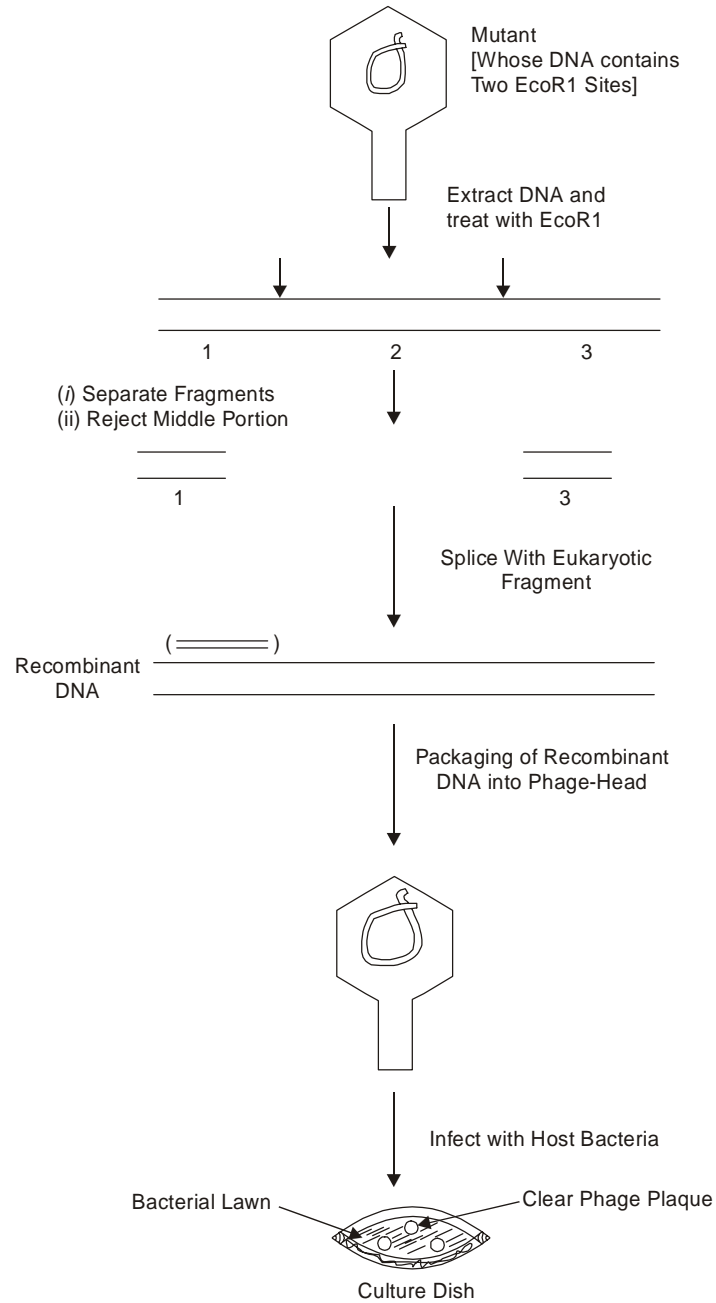 Mutant
[Whose DNA contains
Two EcoR1 Sites]
Extract DNA and
treat with EcoR1
1 2 3
(i) Separate Fragments
(ii) Reject Middle Portion
1 3
Splice With Eukaryotic
Fragment
( )
Recombinant
DNA
Packaging of Recombinant
DNA into Phage-Head
Infect with Host Bacteria
Bacterial Lawn
Clear Phage Plaque
Culture Dish